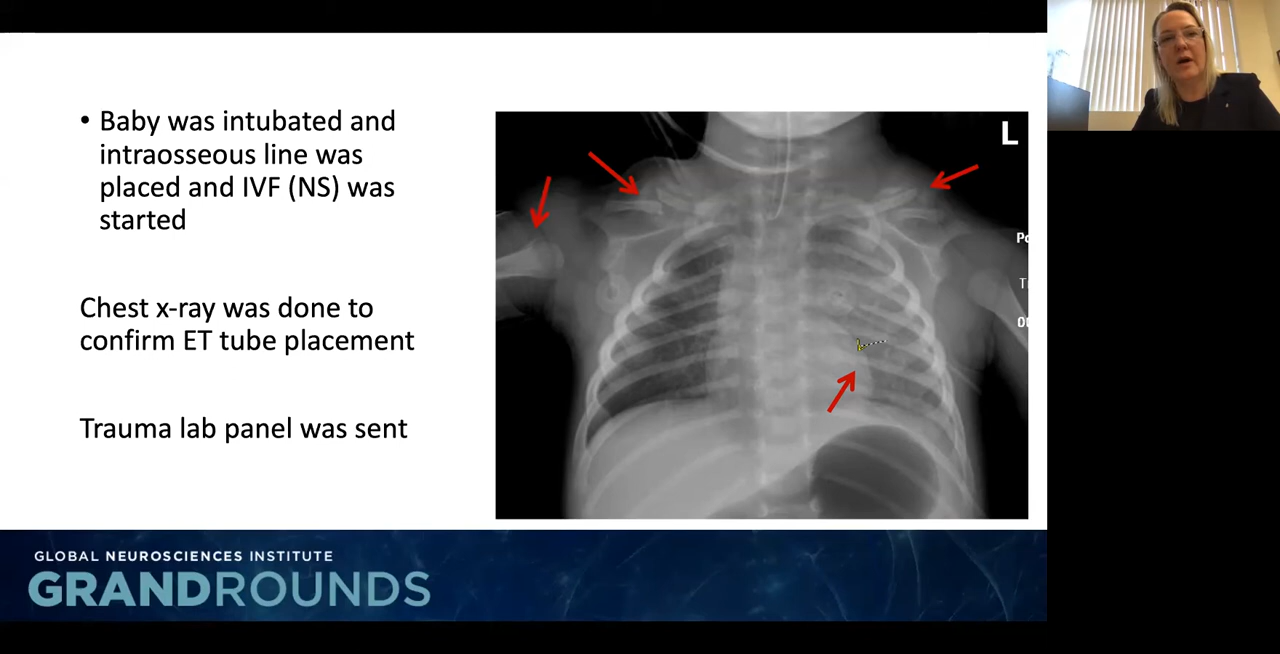 • Baby was intubated and
intraosseous line was
placed and IVF (NS) was
started
Chest x-ray was done to
confirm ET tube placement
Trauma lab panel was sent
L
GLOBAL NEUROSCIENCES INSTITUTE
GRANDROUNDS